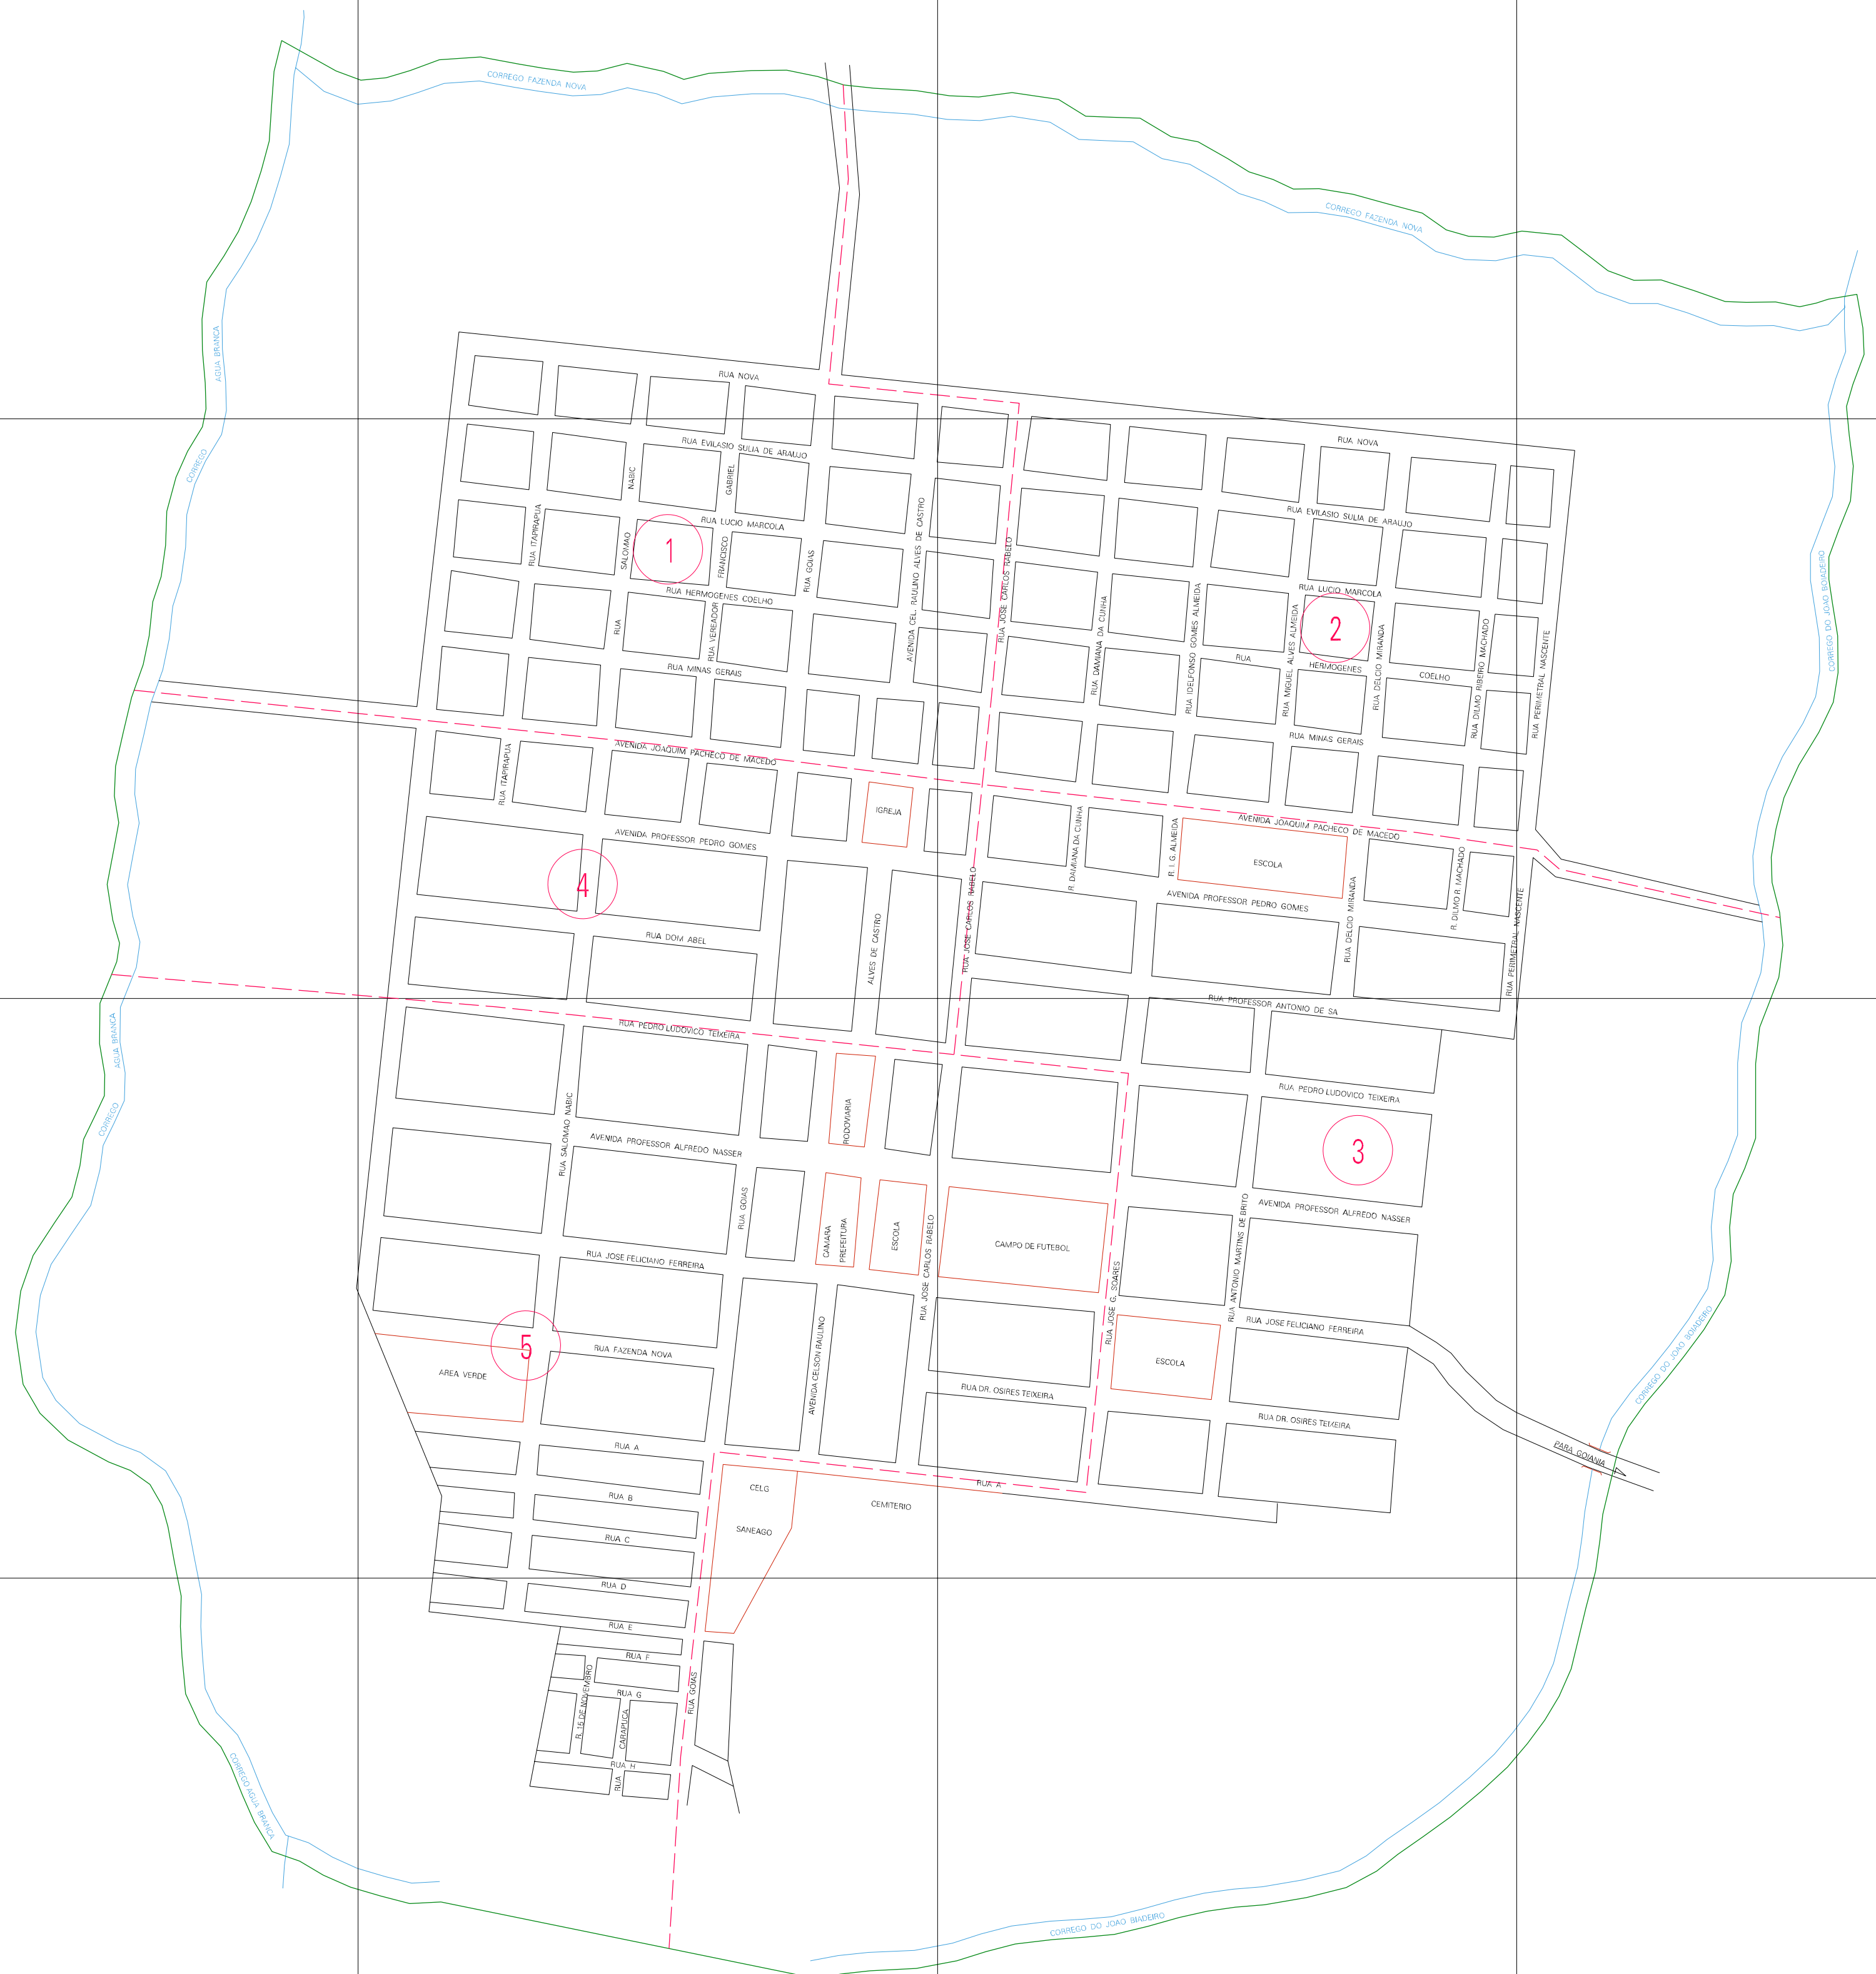 CORREGO FAZENDA NOVA
CORREGO FAZENDA NOVA
AGUA BRANCA
CORREGO
RUA NOVA
RUA NOVA
RUA EVILASIO SULIA DE ARAUJO
RUA EVILASIO SULIA DE ARAUJO
NABIC
GABRIEL
RUA LUCIO MARCOLA
RUA LUCIO MARCOLA
RUA ITAPIRAPUA
SALOMAO
1
FRANCISCO
RUA GOIAS
AVENIDA CEL. RAULINO ALVES DE CASTRO
RUA JOSE CARLOS RABELO
CORREGO DO JOAO BOIADEIRO
RUA HERMOGENES COELHO
RUA
RUA VEREADOR
RUA DAMIANA DA CUNHA
RUA IDELFONSO GOMES ALMEIDA
RUA MIGUEL ALVES ALMEIDA
2
RUA DELCIO MIRANDA
RUA DILMO RIBEIRO MACHADO
RUA PERIMETRAL NASCENTE
RUA
HERMOGENES
COELHO
RUA MINAS GERAIS
RUA MINAS GERAIS
AVENIDA JOAQUIM PACHECO DE MACEDO
AVENIDA JOAQUIM PACHECO DE MACEDO
RUA ITAPIRAPUA
IGREJA
R. DAMIANA DA CUNHA
R. I. G. ALMEIDA
ESCOLA
AVENIDA PROFESSOR PEDRO GOMES
AVENIDA PROFESSOR PEDRO GOMES
4
RUA JOSE CARLOS RABELO
RUA DELCIO MIRANDA
R. DILMO R. MACHADO
RUA PERIMETRAL NASCENTE
RUA DOM ABEL
ALVES DE CASTRO
RUA PROFESSOR ANTONIO DE SA
AGUA BRANCA
CORREGO
RUA PEDRO LUDOVICO TEIXEIRA
RUA PEDRO LUDOVICO TEIXEIRA
RODOVIARIA
RUA SALOMAO NABIC
AVENIDA PROFESSOR ALFREDO NASSER
3
AVENIDA PROFESSOR ALFREDO NASSER
RUA GOIAS
CAMARA
PREFEITURA
ESCOLA
RUA JOSE CARLOS RABELO
CAMPO DE FUTEBOL
RUA ANTONIO MARTINS DE BRITO
RUA JOSE G. SOARES
RUA JOSE FELICIANO FERREIRA
RUA JOSE FELICIANO FERREIRA
5
RUA FAZENDA NOVA
AREA VERDE
AVENIDA CELSON RAULINO
ESCOLA
RUA DR. OSIRES TEIXEIRA
RUA DR. OSIRES TEIXEIRA
CORREGO DO JOAO BOIADEIRO
PARA GOIANIA
RUA A
RUA A
CELG
CEMITERIO
SANEAGO
RUA B
RUA C
RUA D
RUA E
RUA F
RUA G
R. 15 DE NOVEMBRO
CARAPUCA
RUA
RUA GOIAS
RUA H
CORREGO AGUA BRANCA
CORREGO DO JOAO BIADEIRO